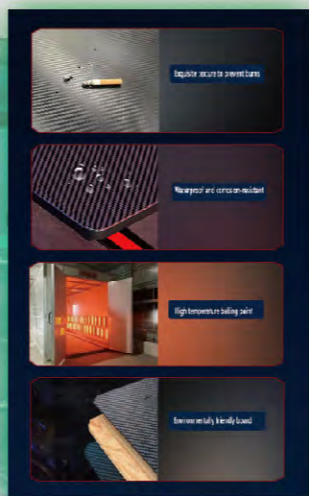 Exquisite texture to prevent burns
Waterproof and corrosion-resistant
High temperature baking paint
Environmentally friendly board